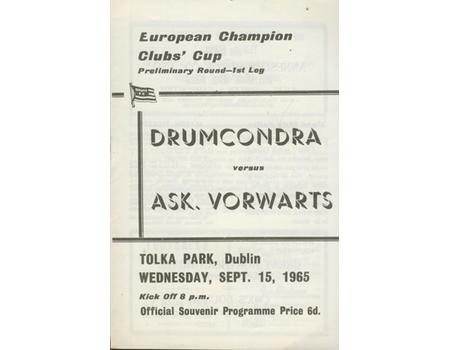 European Champion
Clubs' Cup
Preliminary Round—1st Leg
DRUMCONDRA
versus
ASK. VORWARTS
TOLKA PARK, Dublin
WEDNESDAY, SEPT. 15, 1965
Kick Off 8 p.m.
Official Souvenir Programme Price 6d.